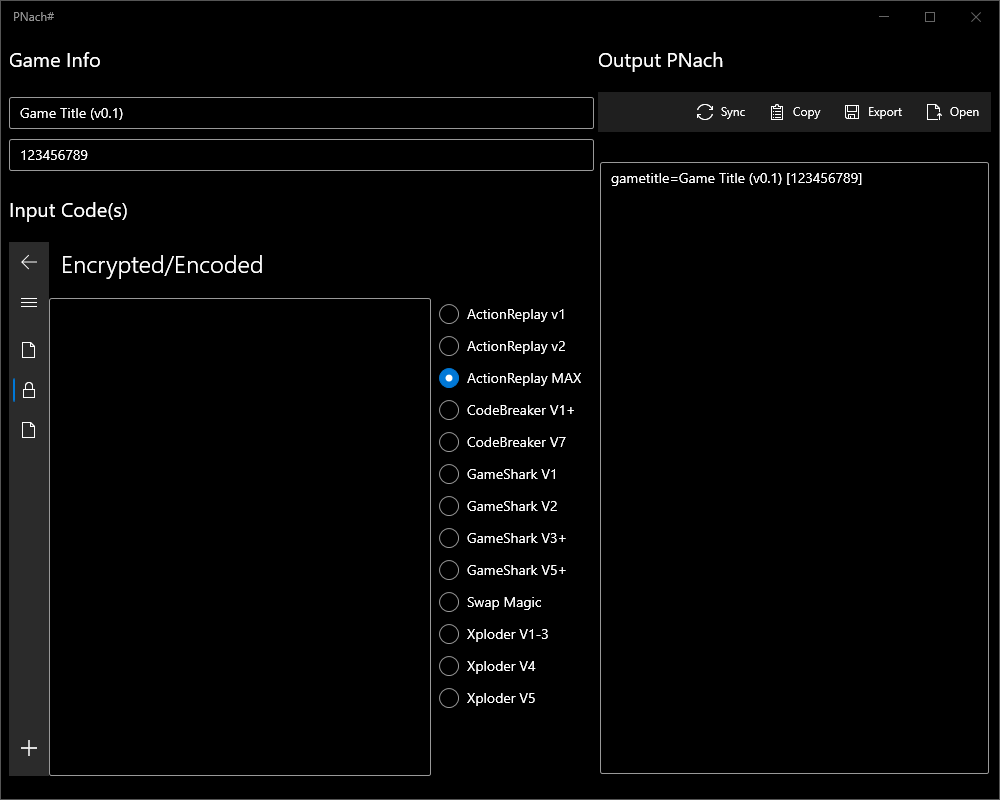 PNach#
Game Info
Game Title (v0.1)
123456789
Input Code(s)
Encrypted/Encoded
ActionReplay v1
ActionReplay v2
ActionReplay MAX
CodeBreaker V1+
CodeBreaker V7
GameShark V1
GameShark V2
GameShark V3+
GameShark V5+
Swap Magic
Xploder V1-3
Xploder V4
Xploder V5
Output PNach
Sync Copy Export Open
gametitle=Game Title (v0.1) [123456789]